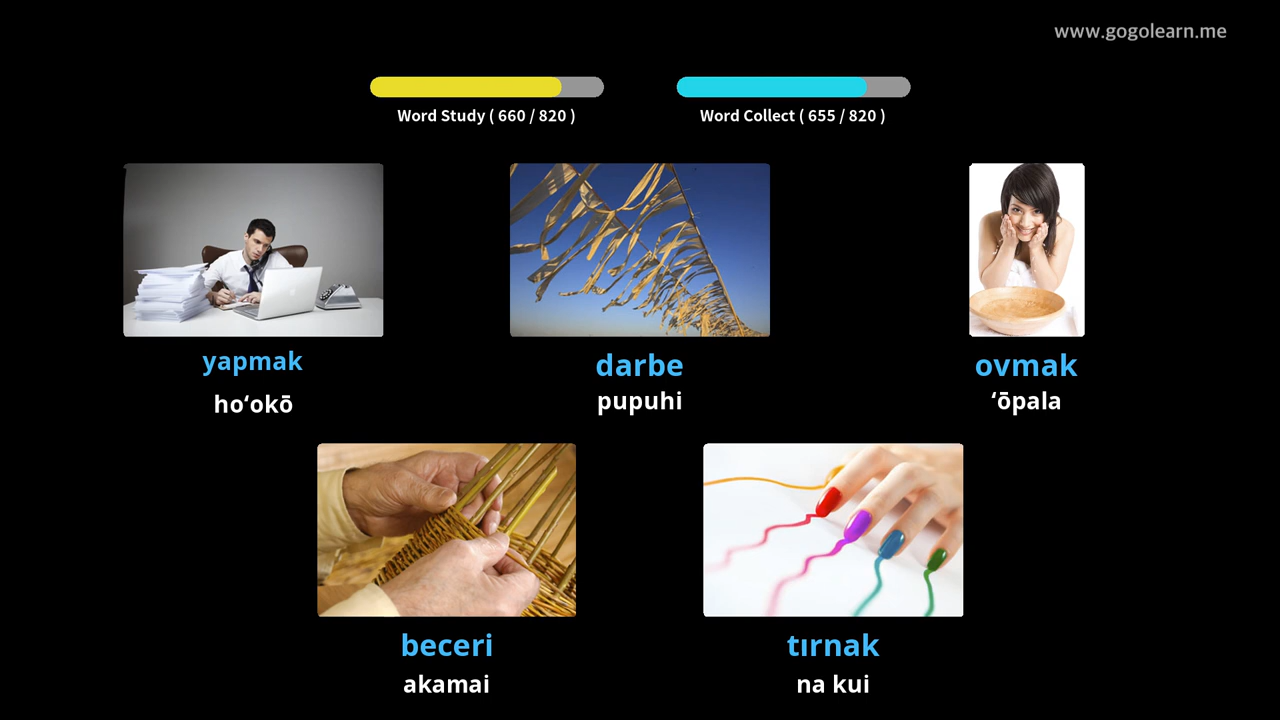 www.gogolearn.me
Word Study ( 660 / 820 )
Word Collect ( 655 / 820 )
yapmak
hoʻokō
darbe
pupuhi
ovmak
ʻōpala
beceri
akamai
tırnak
na kui